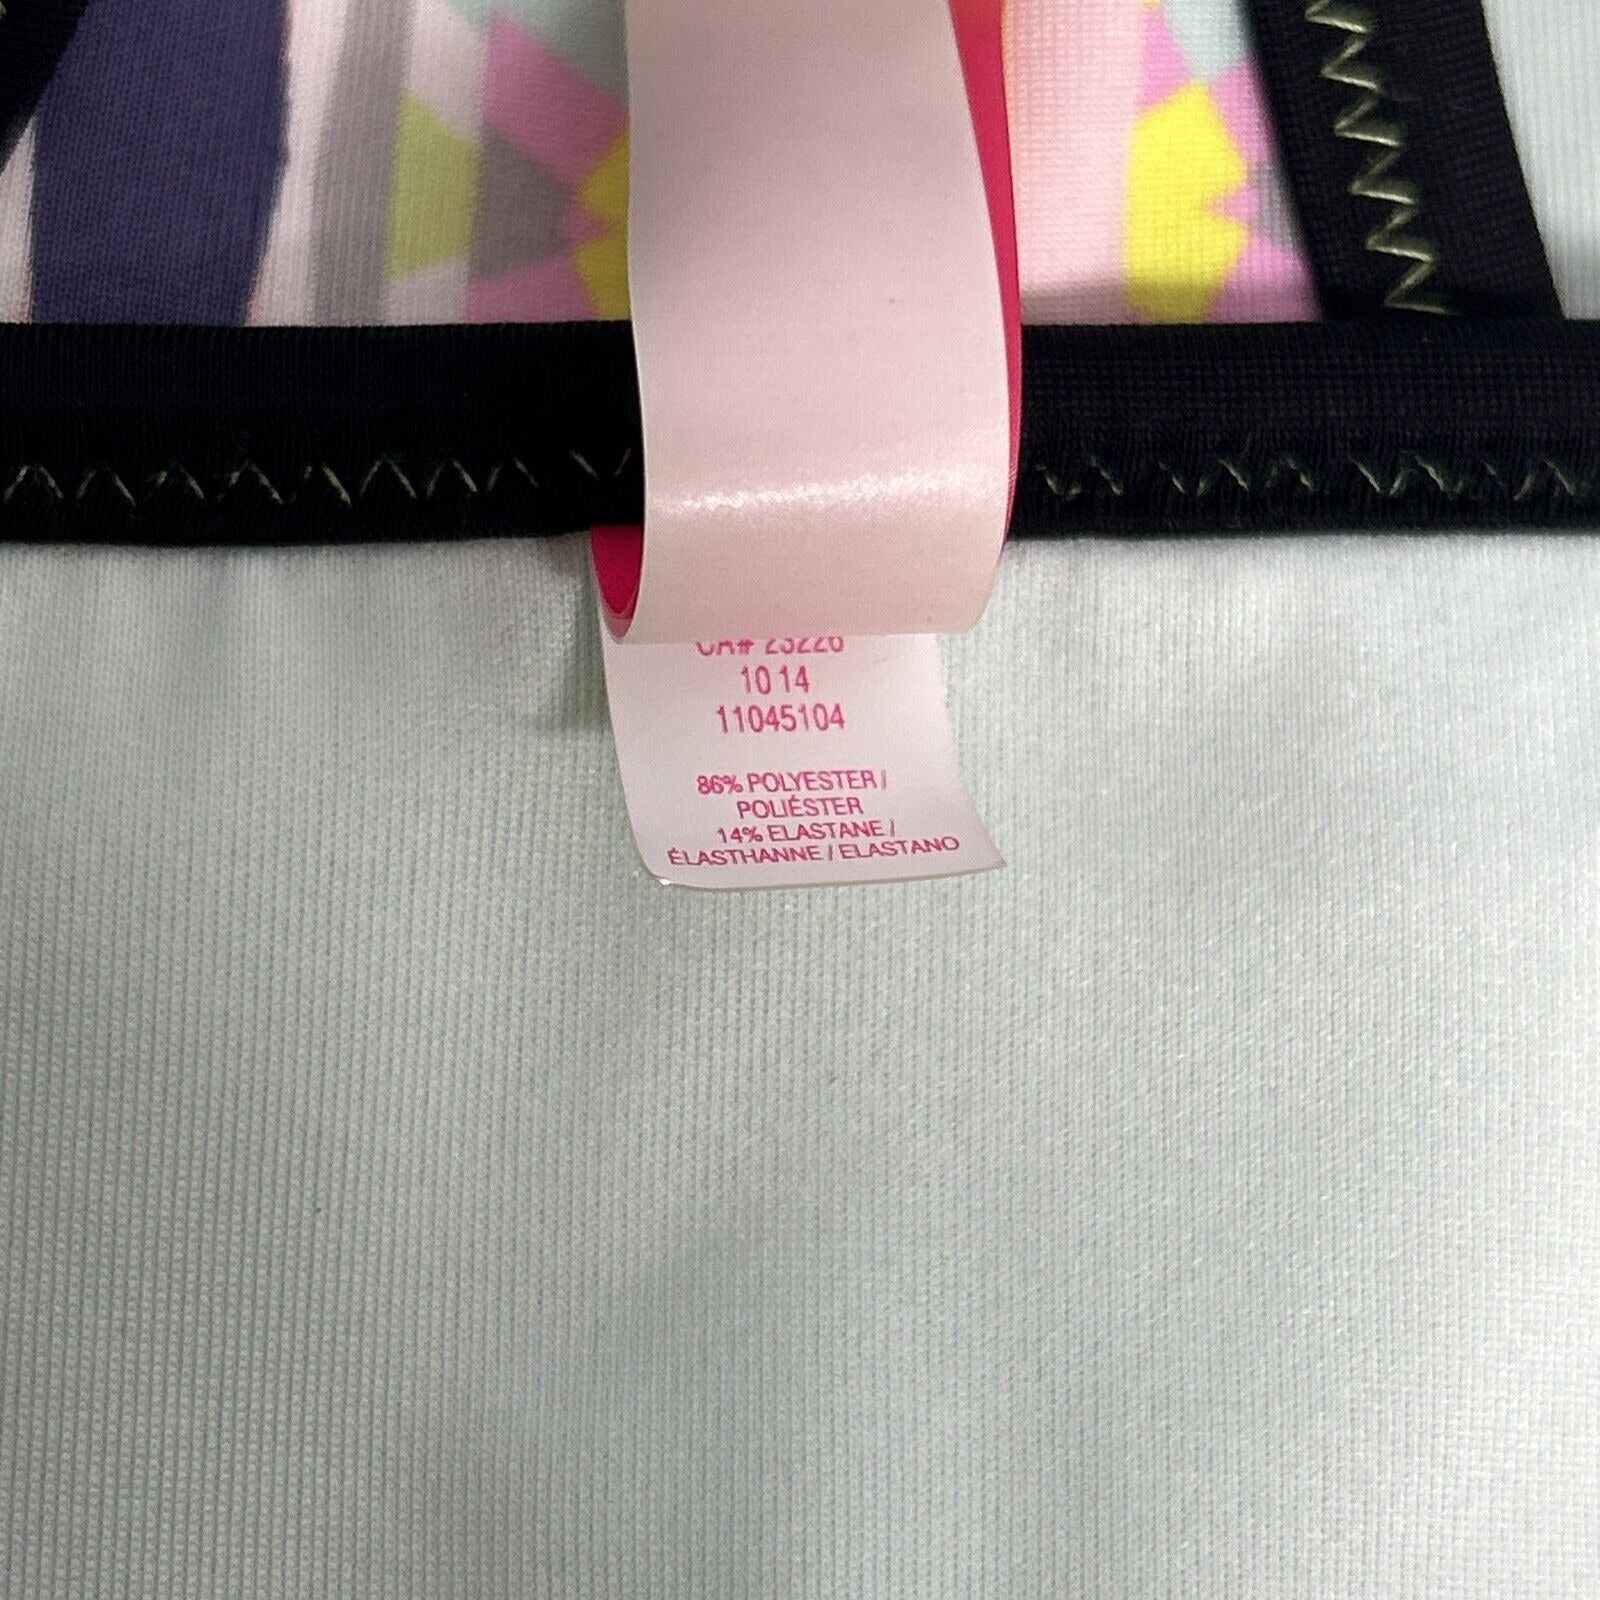 CA# 23226
10 14
11045104
86% POLYESTER /
POLIÉSTER
14% ELASTANE /
ÉLASTHANNE / ELASTANO